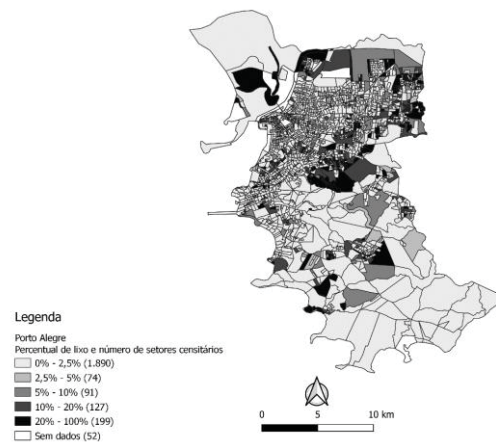 Legenda
Porto Alegre
Percentual de lixo e número de setores censitários
0% - 2,5% (1.890)
2,5% - 5% (74)
5% - 10% (91)
10% - 20% (127)
20% - 100% (199)
Sem dados (52)
0 5 10 km